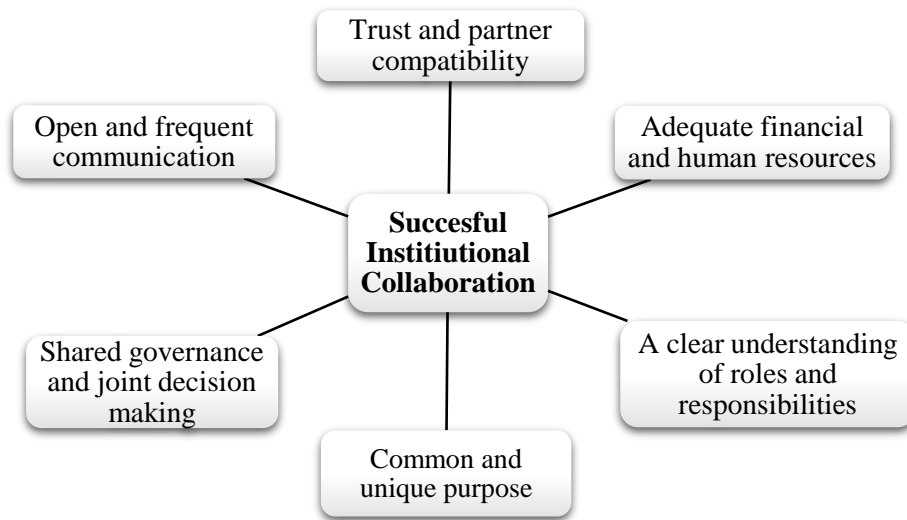 Trust and partner
compatibility
Open and frequent
communication
Adequate financial
and human resources
Succesful
Institiutional
Collaboration
Shared governance
and joint decision
making
A clear understanding
of roles and
responsibilities
Common and
unique purpose